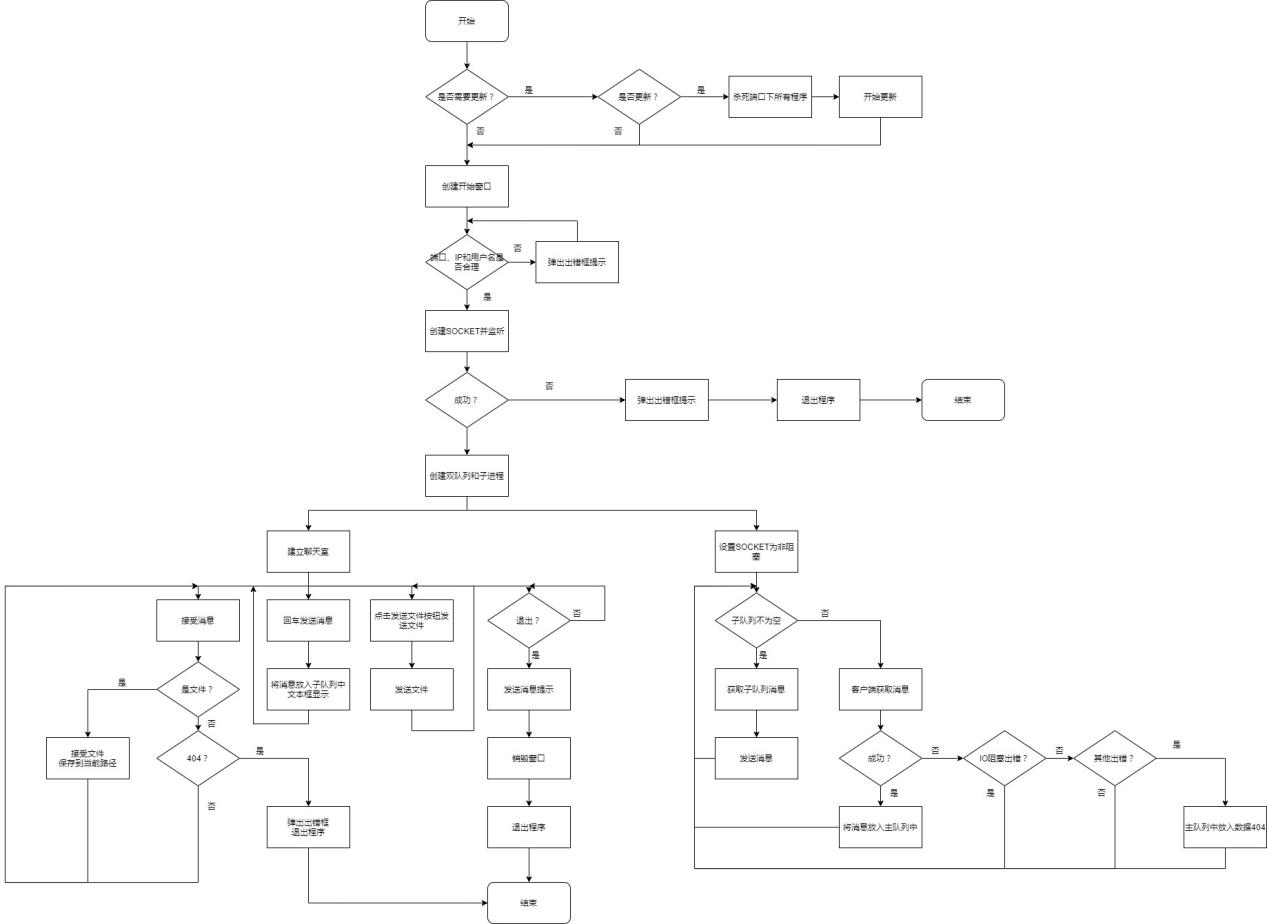 开始
是否需要更新？
是
是否更新？
是
杀死端口下所有程序
开始更新
否
否
创建开始窗口
端口、IP和用户名是
否合理
否
弹出出错框提示
是
创建SOCKET并监听
成功？
否
弹出出错框提示
退出程序
结束
创建双队列和子进程
建立聊天室
设置SOCKET为非阻
塞
接受消息
回车发送消息
点击发送文件按钮发
送文件
退出？
否
子队列不为空
否
是
是
是文件？
是
否
将消息放入子队列中
文本框显示
发送文件
发送消息提示
获取子队列消息
客户端获取消息
接受文件
保存到当前路径
404？
是
否
销毁窗口
发送消息
成功？
否
是
IO阻塞出错？
否
是
其他出错？
是
否
弹出出错框
退出程序
退出程序
将消息放入主队列中
主队列中放入数据404
结束